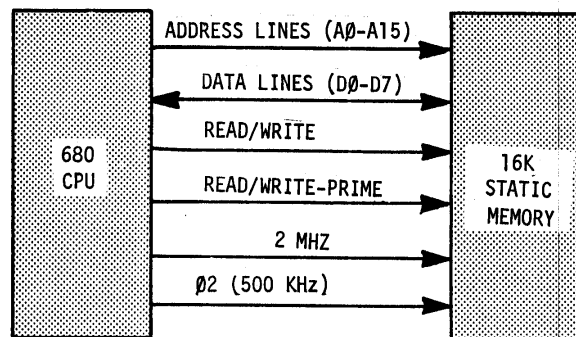 ADDRESS LINES (AØ-A15)
DATA LINES (DØ-D7)
READ/WRITE
680
CPU
READ/WRITE-PRIME
16K
STATIC
MEMORY
2 MHZ
Ø2 (500 KHz)